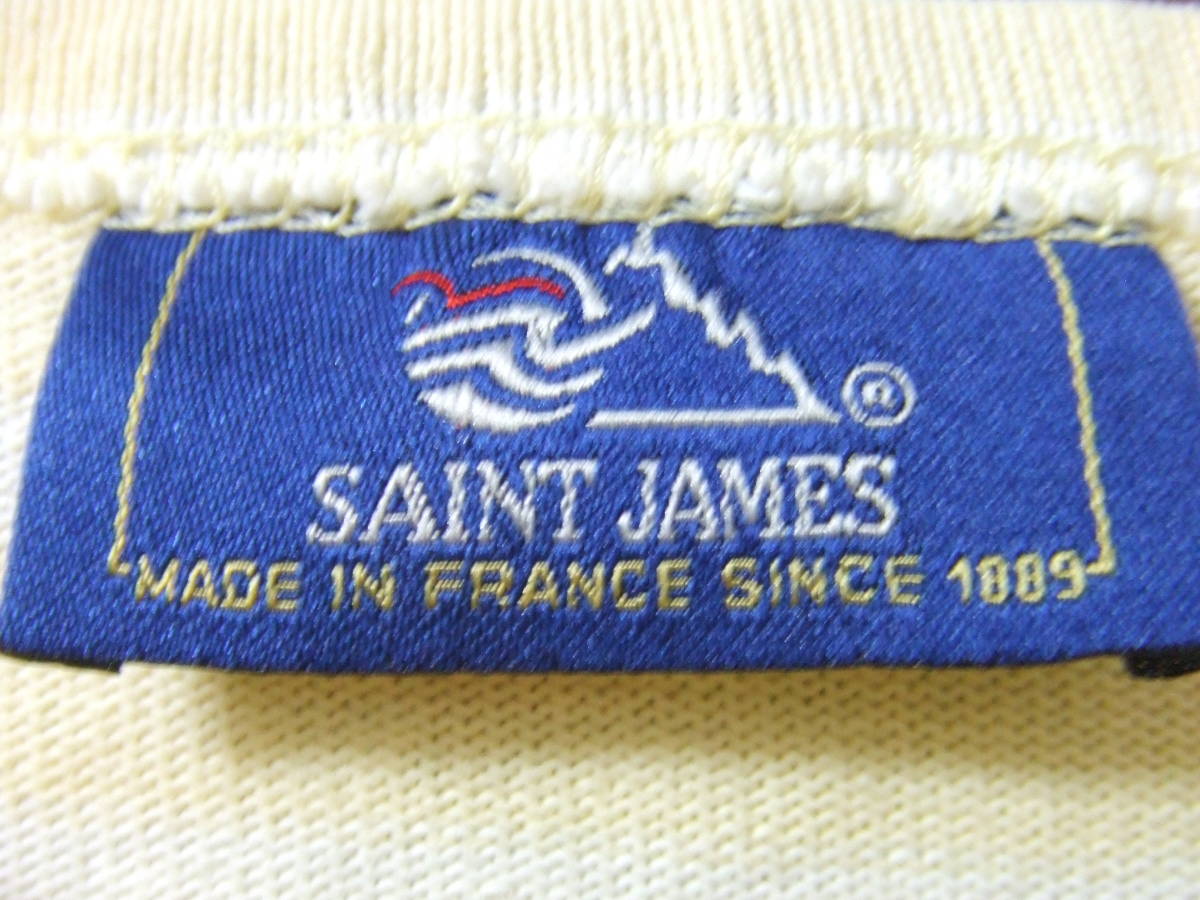 ®
SAINT JAMES
MADE IN FRANCE SINCE 1889